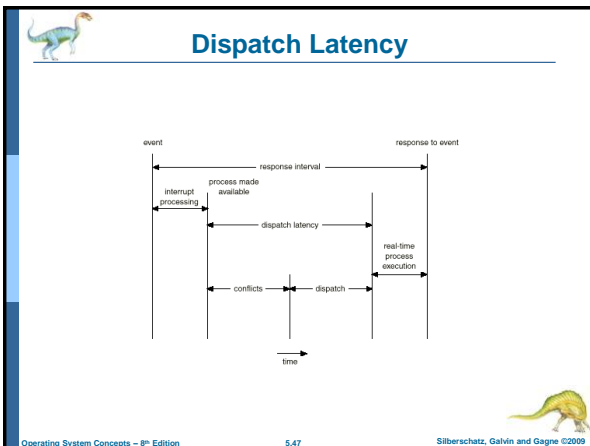 Dispatch Latency
event
response to event
response interval
process made
available
interrupt
processing
dispatch latency
real-time
process
execution
conflicts
dispatch
time
Operating System Concepts – 8th Edition
5.47
Silberschatz, Galvin and Gagne ©2009